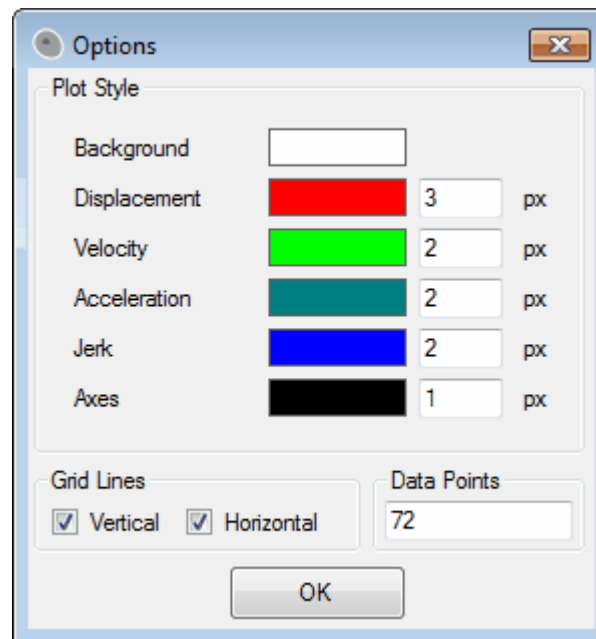 Options
Plot Style
Background
Displacement 3 px
Velocity 2 px
Acceleration 2 px
Jerk 2 px
Axes 1 px
Grid Lines Data Points
Vertical Horizontal 72
OK